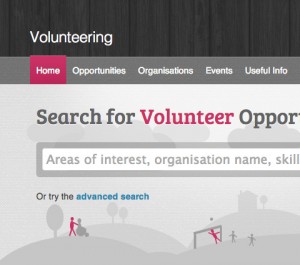 Volunteering
Home Opportunities Organisations Events Useful Info
Search for Volunteer
Areas of interest, organisation name, skill
Or try the advanced search